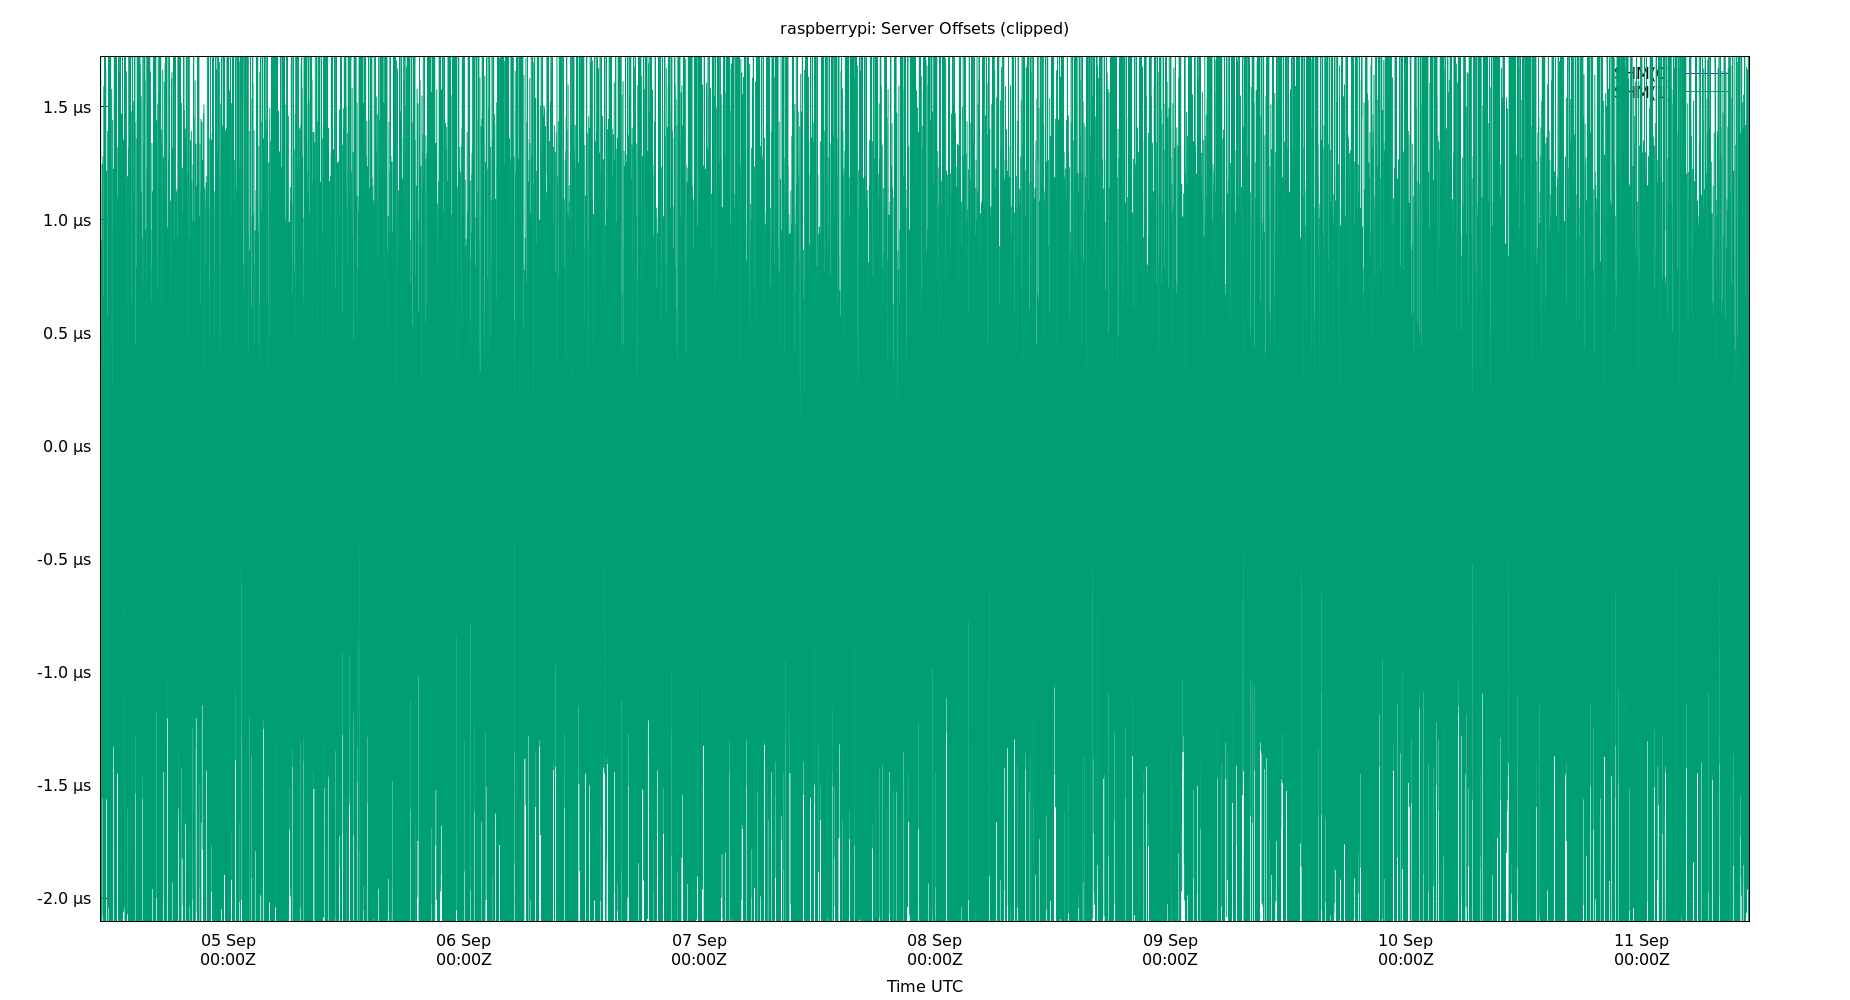 raspberrypi: Server Offsets (clipped)
1.5 µs
1.0 µs
0.5 µs
0.0 µs
-0.5 µs
-1.0 µs
-1.5 µs
-2.0 µs
05 Sep 06 Sep 07 Sep 08 Sep 09 Sep 10 Sep 11 Sep
00:00Z 00:00Z 00:00Z 00:00Z 00:00Z 00:00Z 00:00Z
Time UTC